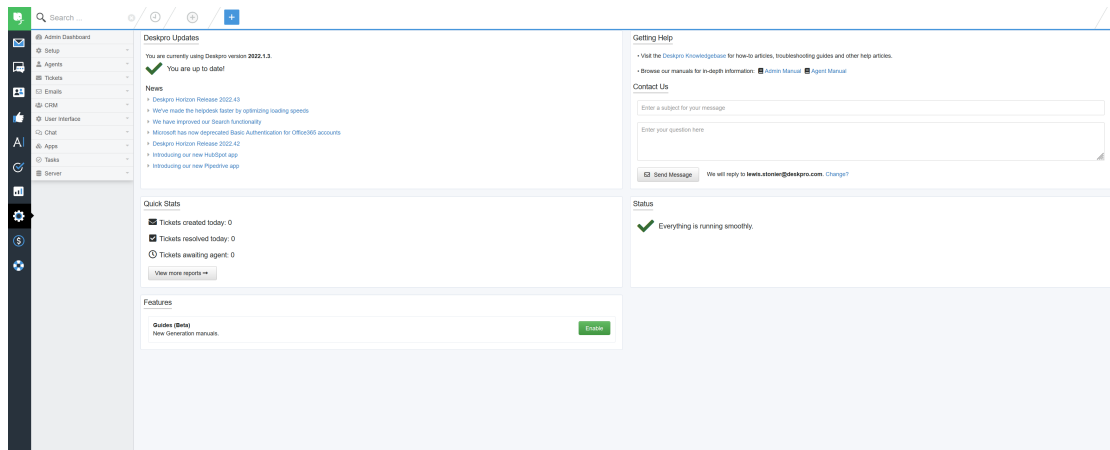 Search ...
Admin Dashboard
Setup
Agents
Tickets
Emails
CRM
User Interface
Chat
Apps
Tasks
Server
Deskpro Updates
You are currently using Deskpro version 2022.1.3.
You are up to date!
News
Deskpro Horizon Release 2022.43
We've made the helpdesk faster by optimizing loading speeds
We have improved our Search functionality
Microsoft has now deprecated Basic Authentication for Office365 accounts
Deskpro Horizon Release 2022.42
Introducing our new HubSpot app
Introducing our new Pipedrive app
Getting Help
• Visit the Deskpro Knowledgebase for how-to articles, troubleshooting guides and other help articles.
• Browse our manuals for in-depth information: Admin Manual Agent Manual
Contact Us
Enter a subject for your message
Enter your question here
Send Message We will reply to lewis.stonier@deskpro.com. Change?
Quick Stats
Tickets created today: 0
Tickets resolved today: 0
Tickets awaiting agent: 0
View more reports →
Status
Everything is running smoothly.
Features
Guides (Beta)
New Generation manuals.
Enable